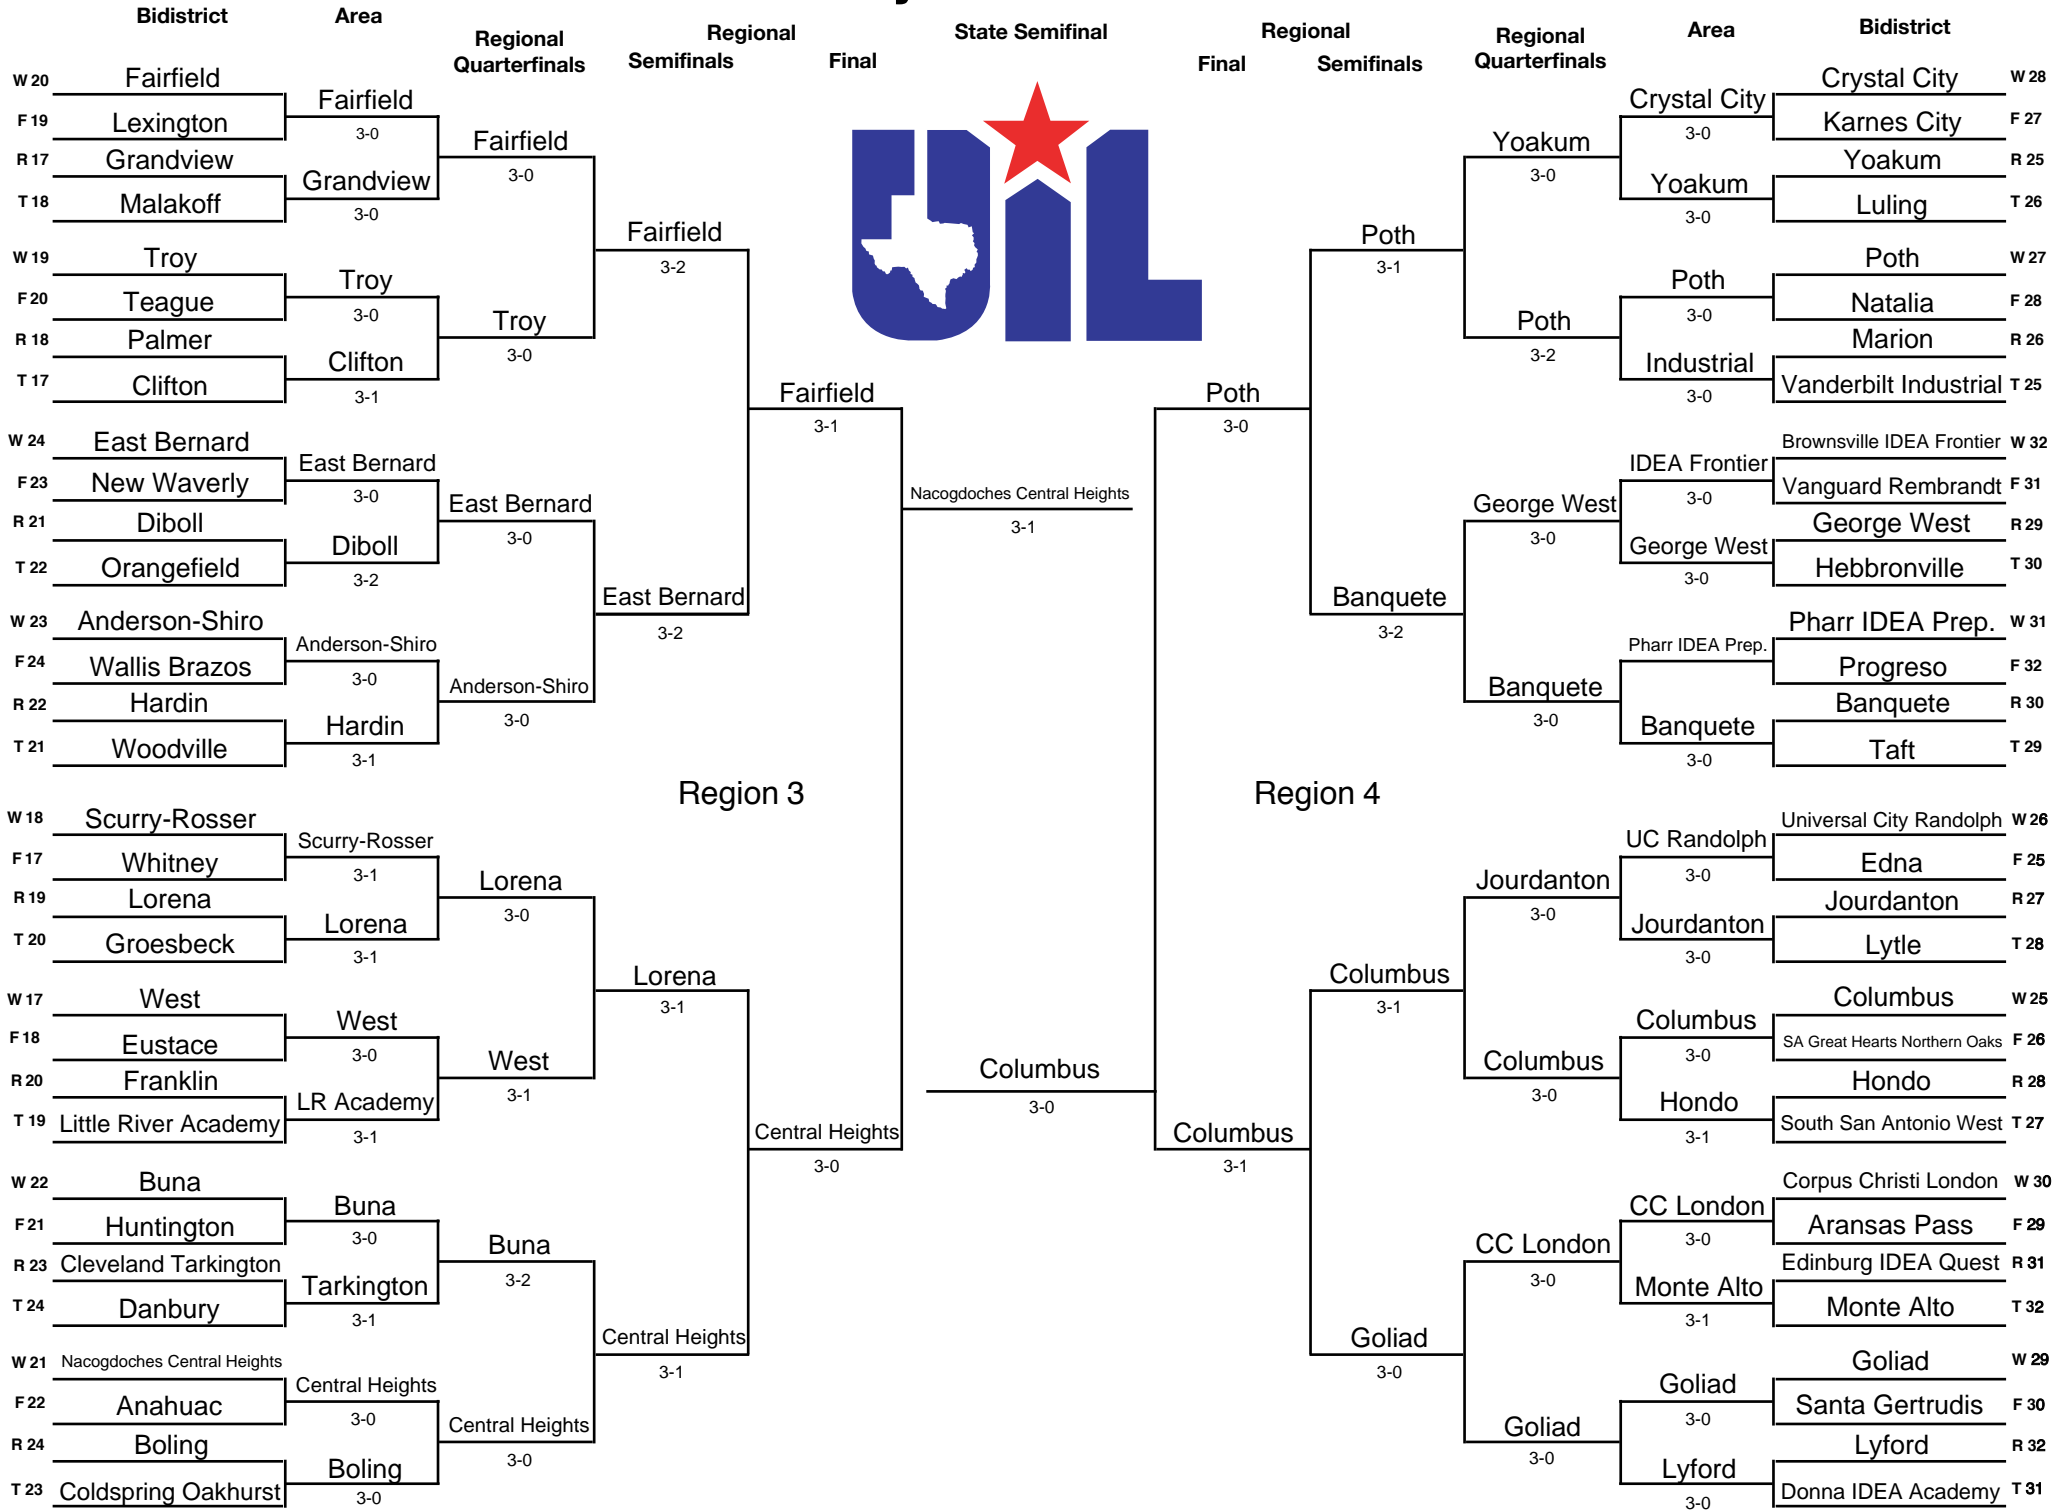 Bidistrict
Area
Regional
Quarterfinals
Regional
Semifinals
Final
State Semifinal
Regional
Final
Semifinals
Regional
Quarterfinals
Area
Bidistrict
W 20 Fairfield
F 19 Lexington
R 17 Grandview
T 18 Malakoff
W 19 Troy
F 20 Teague
R 18 Palmer
T 17 Clifton
W 24 East Bernard
F 23 New Waverly
R 21 Diboll
T 22 Orangefield
W 23 Anderson-Shiro
F 24 Wallis Brazos
R 22 Hardin
T 21 Woodville
W 18 Scurry-Rosser
F 17 Whitney
R 19 Lorena
T 20 Groesbeck
W 17 West
F 18 Eustace
R 20 Franklin
T 19 Little River Academy
W 22 Buna
F 21 Huntington
R 23 Cleveland Tarkington
T 24 Danbury
W 21 Nacogdoches Central Heights
F 22 Anahuac
R 24 Boling
T 23 Coldspring Oakhurst
Fairfield
3-0
Grandview
3-0
Troy
3-0
Clifton
3-1
East Bernard
3-0
Diboll
3-2
Anderson-Shiro
3-0
Hardin
3-1
Scurry-Rosser
3-1
Lorena
3-1
West
3-0
LR Academy
3-1
Buna
3-0
Tarkington
3-1
Central Heights
3-0
Boling
3-0
Fairfield
3-0
Troy
3-0
East Bernard
3-0
Anderson-Shiro
3-0
Lorena
3-0
West
3-1
Buna
3-2
Central Heights
3-0
Fairfield
3-2
East Bernard
3-2
Region 3
Lorena
3-1
Central Heights
3-1
Fairfield
3-1
Central Heights
3-0
UIL
Nacogdoches Central Heights
3-1
Columbus
3-0
Poth
3-0
Columbus
3-1
Poth
3-1
Banquete
3-2
Region 4
Columbus
3-1
Goliad
3-0
Yoakum
3-0
Poth
3-2
George West
3-0
Banquete
3-0
Jourdanton
3-0
Columbus
3-0
CC London
3-0
Goliad
3-0
Crystal City
3-0
Yoakum
3-0
Poth
3-0
Industrial
3-0
IDEA Frontier
3-0
George West
3-0
Pharr IDEA Prep.
Banquete
3-0
UC Randolph
3-0
Jourdanton
3-0
Columbus
3-0
Hondo
3-1
CC London
3-0
Monte Alto
3-1
Goliad
3-0
Lyford
3-0
Crystal City W 28
Karnes City F 27
Yoakum R 25
Luling T 26
Poth W 27
Natalia F 28
Marion R 26
Vanderbilt Industrial T 25
Brownsville IDEA Frontier W 32
Vanguard Rembrandt F 31
George West R 29
Hebbronville T 30
Pharr IDEA Prep. W 31
Progreso F 32
Banquete R 30
Taft T 29
Universal City Randolph W 26
Edna F 25
Jourdanton R 27
Lytle T 28
Columbus W 25
SA Great Hearts Northern Oaks F 26
Hondo R 28
South San Antonio West T 27
Corpus Christi London W 30
Aransas Pass F 29
Edinburg IDEA Quest R 31
Monte Alto T 32
Goliad W 29
Santa Gertrudis F 30
Lyford R 32
Donna IDEA Academy T 31